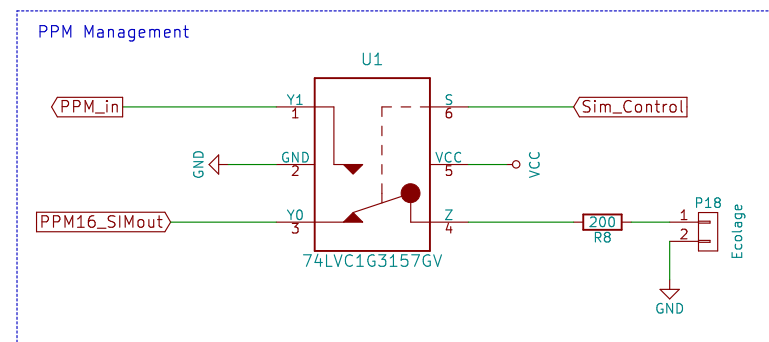 PPM Management
U1
PPM_in
Y1
1
S
6
Sim_Control
GND
GND
2
VCC
5
VCC
PPM16_SIMout
Y0
3
Z
4
200
R8
P18
1
2
Ecolage
74LVC1G3157GV
GND